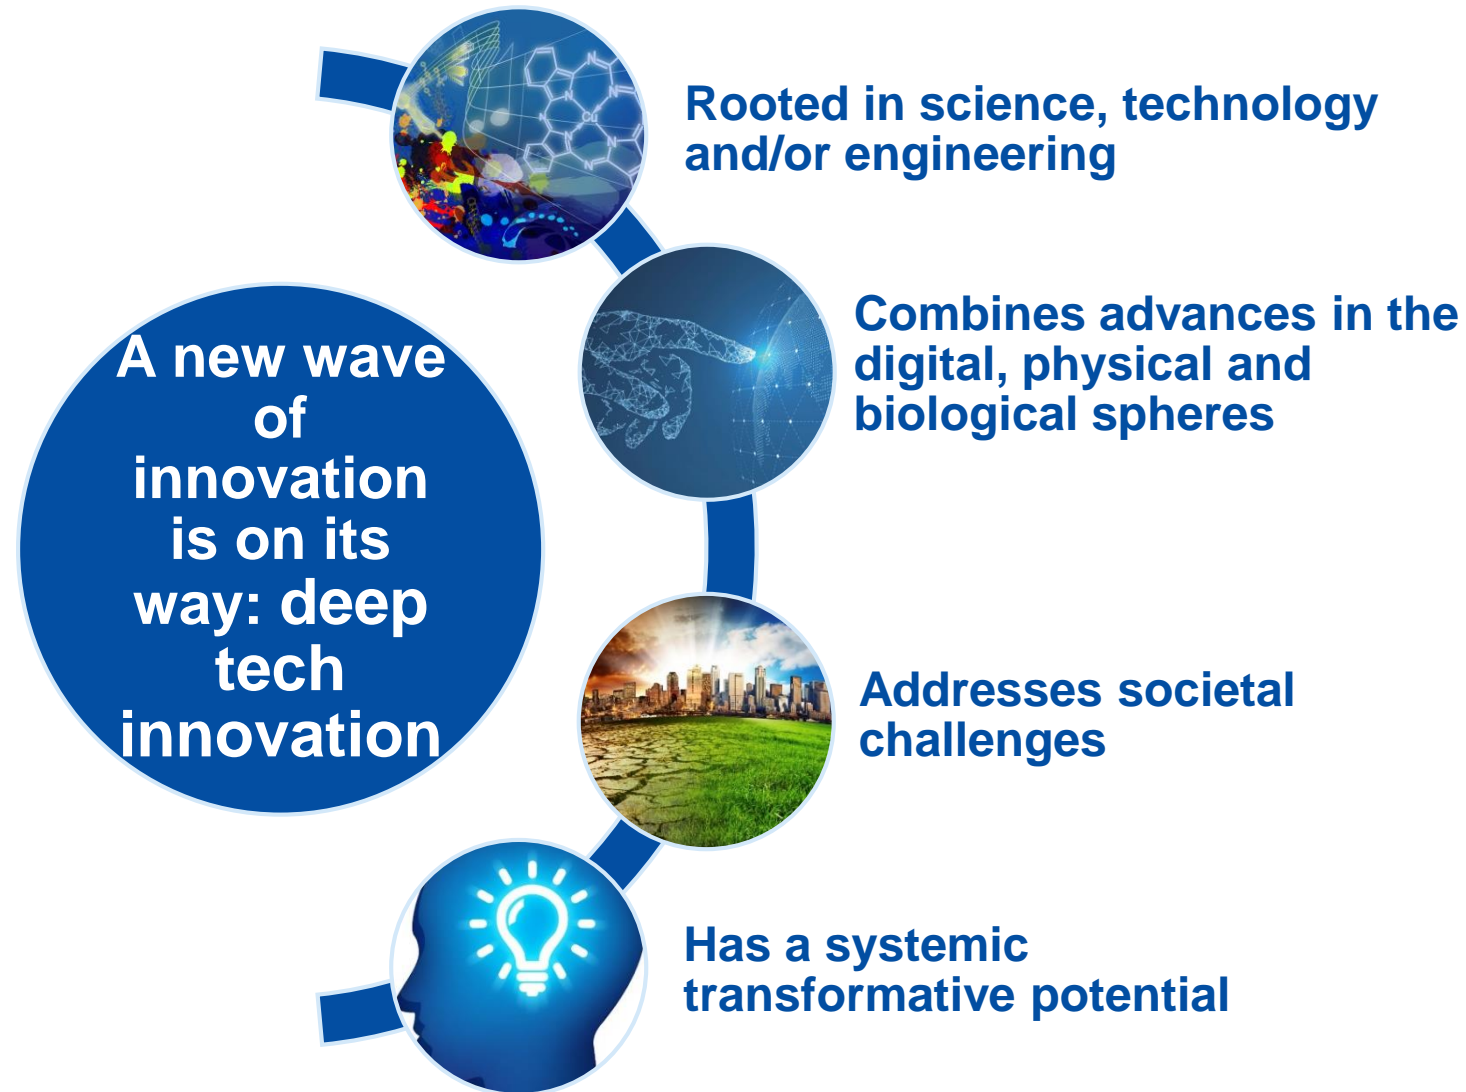 A new wave
of
innovation
is on its
way: deep
tech
innovation
Rooted in science, technology
and/or engineering
Combines advances in the
digital, physical and
biological spheres
Addresses societal
challenges
Has a systemic
transformative potential
N
N
N
N
Cu
N
N
N